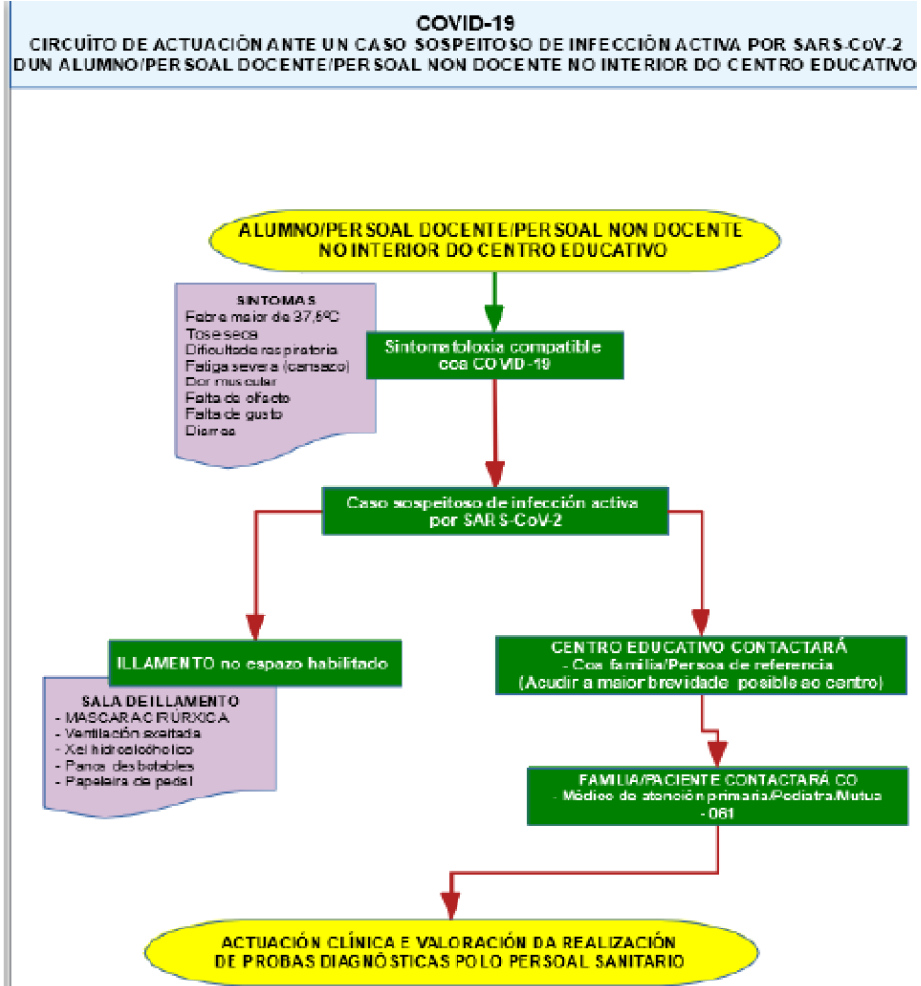 COVID-19
CIRCUÍTO DE ACTUACIÓN ANTE UN CASO SOSPEITOSO DE INFECCIÓN ACTIVA POR SARS-CoV-2
DUN ALUMNO/PERSOAL DOCENTE/PERSOAL NON DOCENTE NO INTERIOR DO CENTRO EDUCATIVO
ALUMNO/PERSOAL DOCENTE/PERSOAL NON DOCENTE
NO INTERIOR DO CENTRO EDUCATIVO
SINTOMAS
Febre maior de 37,5ºC
Tose seca
Dificultade respiratoria
Fatiga severa (cansazo)
Dor muscular
Falta de olfacto
Falta de gusto
Diarrea
Sintomatoloxia compatible
coa COVID-19
Caso sospeitoso de infección activa
por SARS-CoV-2
ILLAMENTO no espazo habilitado
SALA DE ILLAMENTO
- MASCARA CIRÚRXICA
- Ventilación axeitada
- Xel hidroalcóholico
- Panos desbotables
- Papeleira de pedal
CENTRO EDUCATIVO CONTACTARÁ
- Coa familia/Persoa de referencia
(Acudir a maior brevidade posible ao centro)
FAMILIA/PACIENTE CONTACTARÁ CO
- Médico de atención primaria/Pediatra/Mutua
- 061
ACTUACIÓN CLÍNICA E VALORACIÓN DA REALIZACIÓN
DE PROBAS DIAGNÓSTICAS POLO PERSOAL SANITARIO